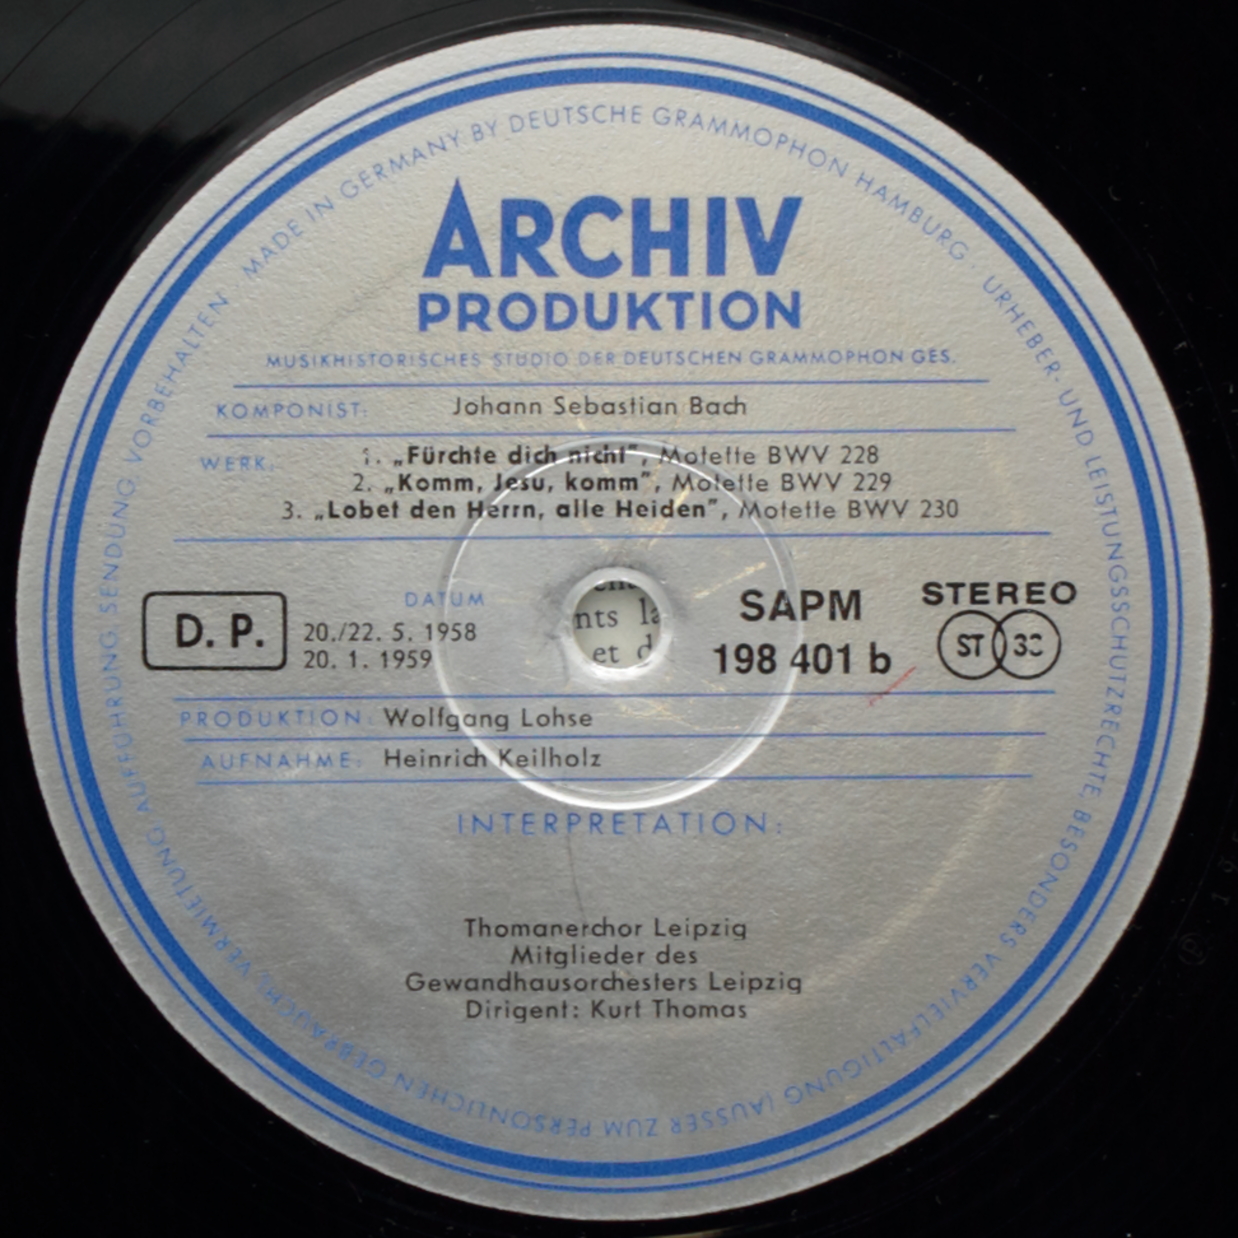 MADE IN GERMANY BY DEUTSCHE GRAMMOPHON HAMBURG · URHEBER- UND LEISTUNGSSCHUTZRECHTE, BESONDERS VERVIELFÄLTIGUNG (AUSSER ZUM PERSÖNLICHEN GEBRAUCH), VERMIETUNG, AUFFÜHRUNG, SENDUNG, VORBEHALTEN ·
ARCHIV
PRODUKTION
MUSIKHISTORISCHES STUDIO DER DEUTSCHEN GRAMMOPHON GES.
KOMPONIST: Johann Sebastian Bach
WERK: 1. „Fürchte dich nicht”, Motette BWV 228
2. „Komm, Jesu, komm”, Motette BWV 229
3. „Lobet den Herrn, alle Heiden”, Motette BWV 230
D. P.
DATUM
20./22. 5. 1958
20. 1. 1959
nts
et
SAPM
198 401 b
STEREO
ST 33
PRODUKTION: Wolfgang Lohse
AUFNAHME: Heinrich Keilholz
INTERPRETATION:
Thomanerchor Leipzig
Mitglieder des
Gewandhausorchesters Leipzig
Dirigent: Kurt Thomas